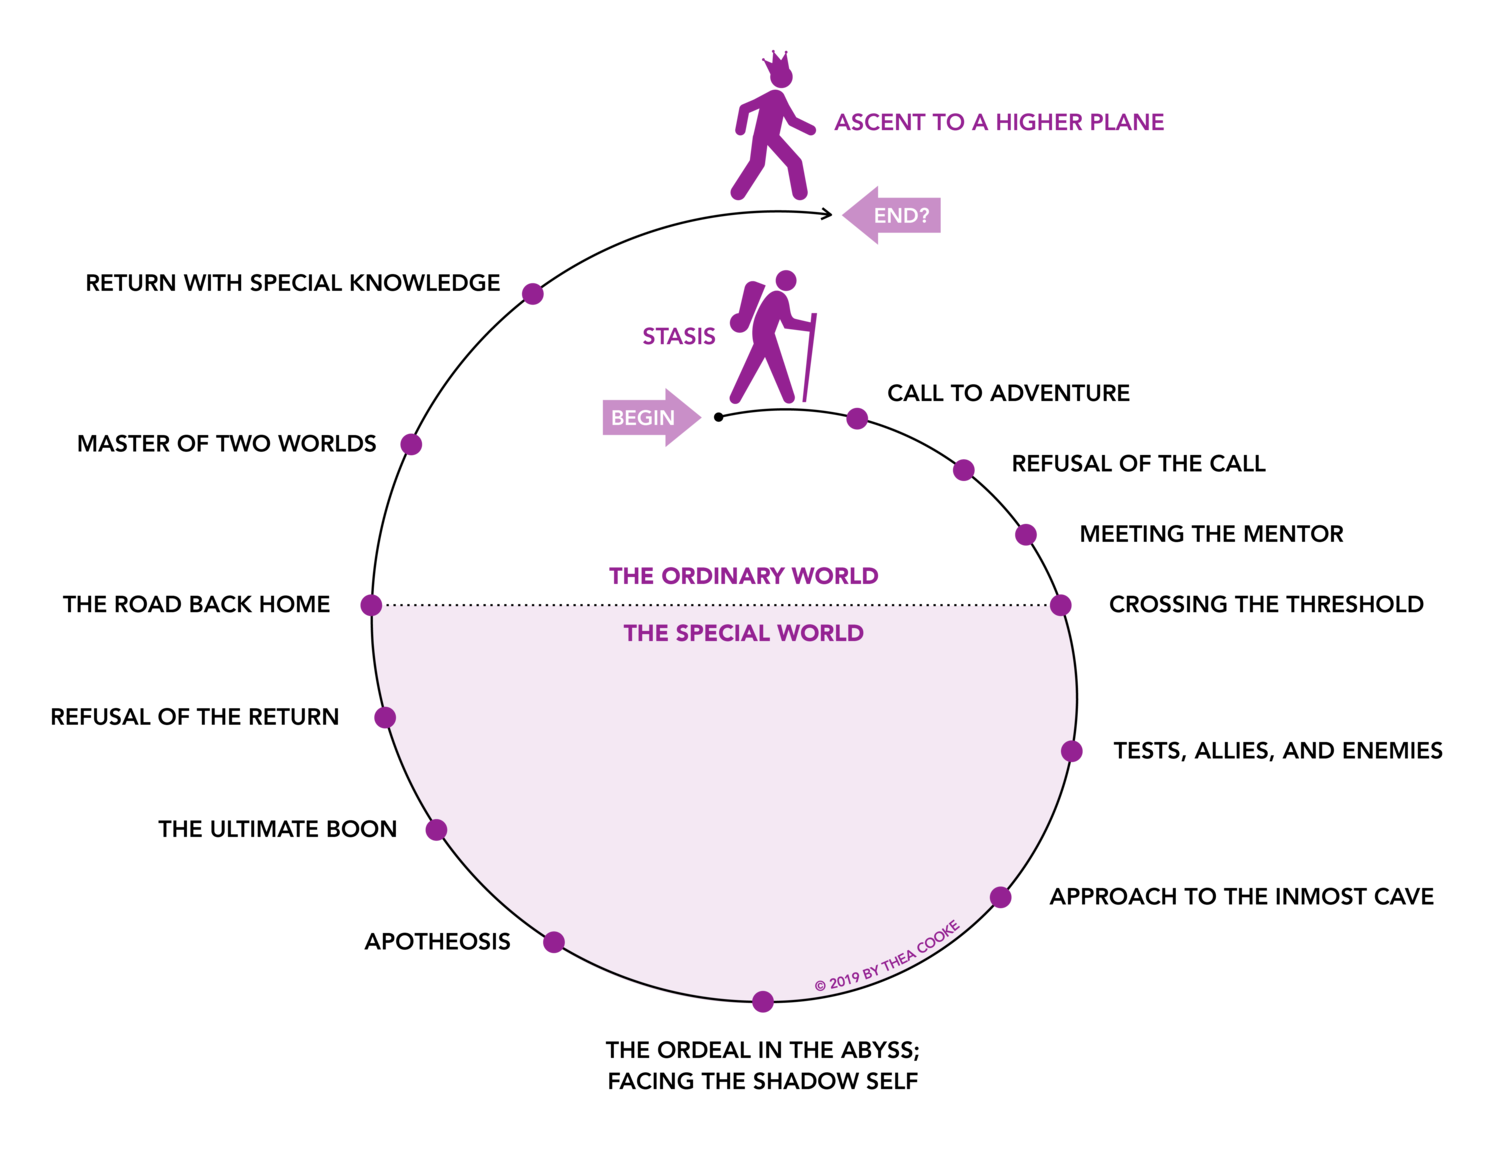 ASCENT TO A HIGHER PLANE
END?
RETURN WITH SPECIAL KNOWLEDGE
STASIS
BEGIN
CALL TO ADVENTURE
REFUSAL OF THE CALL
MEETING THE MENTOR
MASTER OF TWO WORLDS
THE ORDINARY WORLD
THE ROAD BACK HOME
CROSSING THE THRESHOLD
THE SPECIAL WORLD
REFUSAL OF THE RETURN
TESTS, ALLIES, AND ENEMIES
THE ULTIMATE BOON
APPROACH TO THE INMOST CAVE
APOTHEOSIS
© 2019 BY THEA COOKE
THE ORDEAL IN THE ABYSS;
FACING THE SHADOW SELF